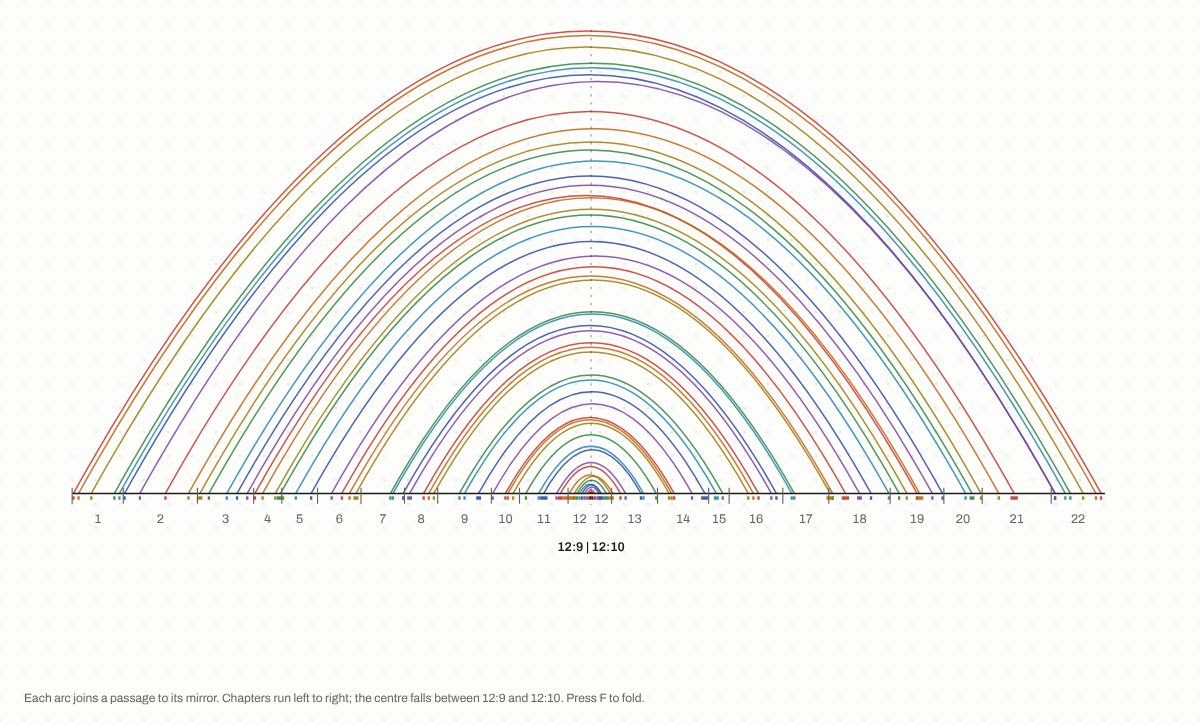 1 2 3 4 5 6 7 8 9 10 11 12 12 13 14 15 16 17 18 19 20 21 22
12:9 | 12:10
Each arc joins a passage to its mirror. Chapters run left to right; the centre falls between 12:9 and 12:10. Press F to fold.